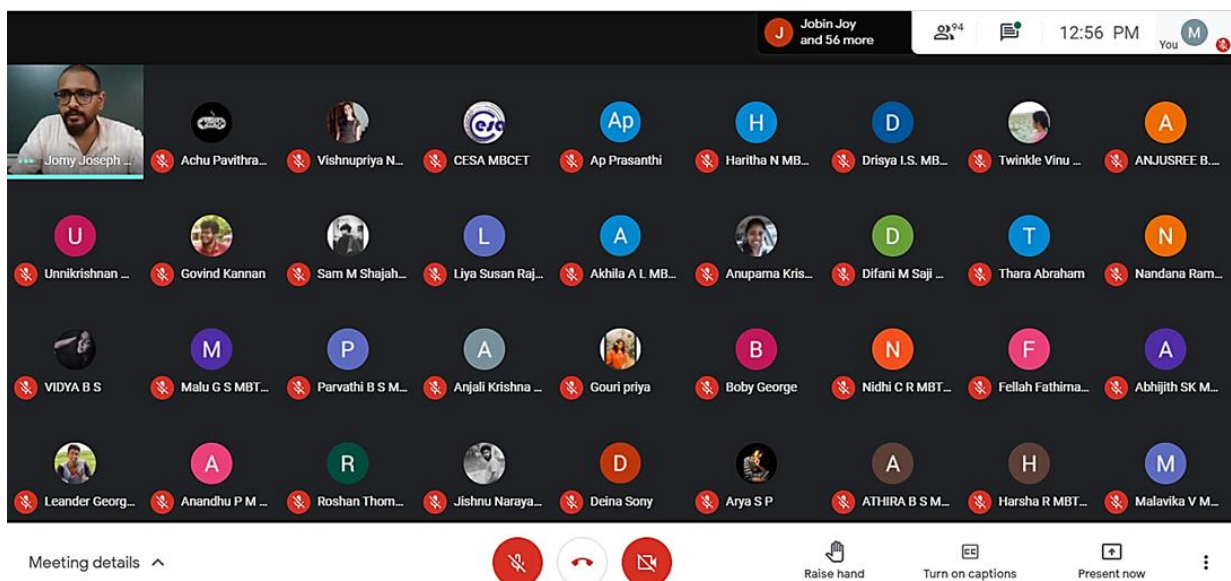 J
Jobin Joy
and 56 more
94
12:56 PM
You
M
Jomy Joseph ...
Achu Pavithra...
Vishnupriya N...
Cesa
CESA MBCET
Ap
Ap Prasanthi
H
Haritha N MB...
D
Drisya I.S. MB...
Twinkle Vinu ...
A
ANJUSREE B....
U
Unnikrishnan ...
Govind Kannan
Sam M Shajah...
L
Liya Susan Raj...
A
Akhila A L MB...
Anupama Kris...
D
Difani M Saji ...
T
Thara Abraham
N
Nandana Ram...
VIDYA B S
M
Malu G S MBT...
P
Parvathi B S M...
A
Anjali Krishna ...
Gouri priya
B
Boby George
N
Nidhi C R MBT...
F
Fellah Fathima...
A
Abhijith SK M...
Leander Georg...
A
Anandhu P M ...
R
Roshan Thom...
Jishnu Naraya...
D
Deina Sony
Arya S P
A
ATHIRA B S M...
H
Harsha R MBT...
M
Malavika V M...
Meeting details
Raise hand
CC
Turn on captions
Present now